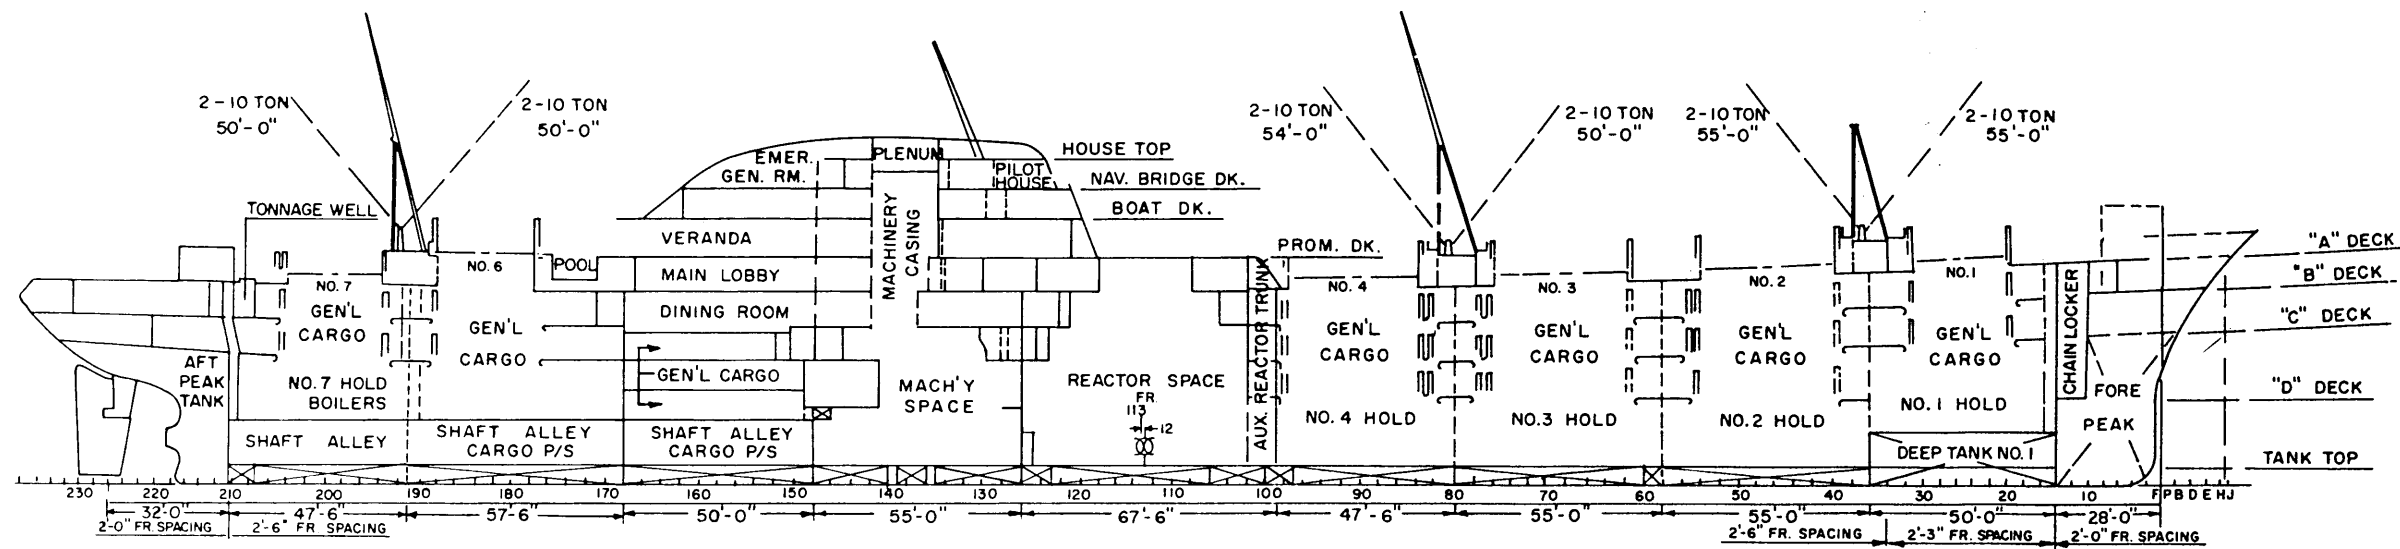 2-10 TON
50'-0"
2-10 TON
50'-0"
2-10 TON
54'-0"
2-10 TON
50'-0"
2-10 TON
55'-0"
2-10 TON
55'-0"
EMER.
GEN. RM.
PLENUM
PILOT
HOUSE
HOUSE TOP
NAV. BRIDGE DK.
BOAT DK.
TONNAGE WELL
VERANDA
MACHINERY
CASING
PROM. DK.
"A" DECK
NO. 7
NO. 6
POOL
MAIN LOBBY
NO. 4
NO. 3
NO. 2
NO. 1
"B" DECK
GEN'L
CARGO
GEN'L
CARGO
DINING ROOM
AUX. REACTOR TRUNK
GEN'L
CARGO
GEN'L
CARGO
GEN'L
CARGO
GEN'L
CARGO
CHAIN LOCKER
"C" DECK
AFT
PEAK
TANK
NO. 7 HOLD
BOILERS
GEN'L CARGO
MACH'Y
SPACE
REACTOR SPACE
FR.
113
12
NO. 4 HOLD
NO. 3 HOLD
NO. 2 HOLD
NO. 1 HOLD
FORE
PEAK
"D" DECK
SHAFT ALLEY
SHAFT ALLEY
CARGO P/S
SHAFT ALLEY
CARGO P/S
DEEP TANK NO. 1
TANK TOP
230 220 210 200 190 180 170 160 150 140 130 120 110 100 90 80 70 60 50 40 30 20 10 F P B D E H J
32'-0" 47'-6" 57'-6" 50'-0" 55'-0" 67'-6" 47'-6" 55'-0" 55'-0" 50'-0" 28'-0"
2'-0" FR. SPACING 2'-6" FR. SPACING 2'-6" FR. SPACING 2'-3" FR. SPACING 2'-0" FR. SPACING